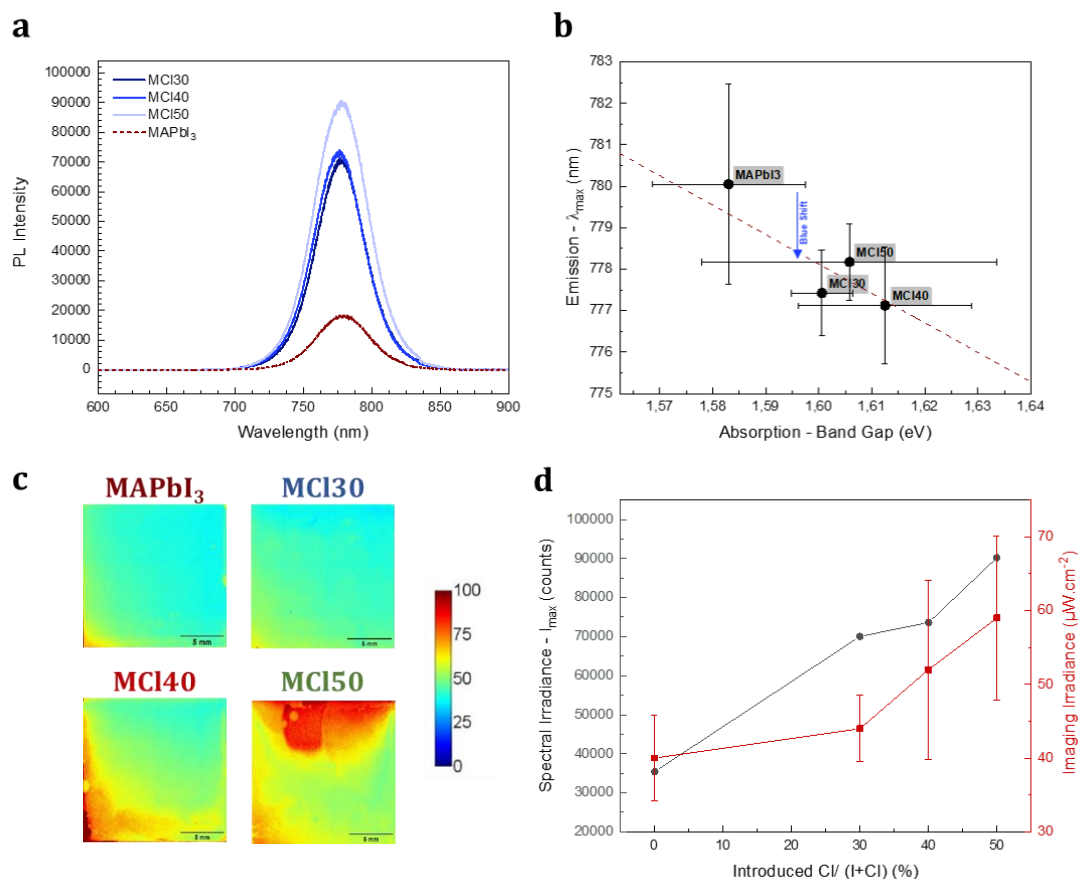 a
100000
90000
80000
70000
60000
50000
40000
30000
20000
10000
0
PL Intensity
MCl30
MCl40
MCl50
MAPbI₃
600
650
700
750
800
850
900
Wavelength (nm)
b
783
782
781
780
779
778
777
776
775
Emission - λmax (nm)
MAPbI3
Blue Shift
MCl50
MCl30
MCl40
1,57
1,58
1,59
1,60
1,61
1,62
1,63
1,64
Absorption - Band Gap (eV)
c
MAPbI₃
MCl30
5 mm
5 mm
MCl40
MCl50
5 mm
5 mm
100
75
50
25
0
d
100000
90000
80000
70000
60000
50000
40000
30000
20000
Spectral Irradiance - Imax (counts)
70
60
50
40
30
Imaging Irradiance (µW.cm⁻²)
0
10
20
30
40
50
Introduced Cl/ (I+Cl) (%)